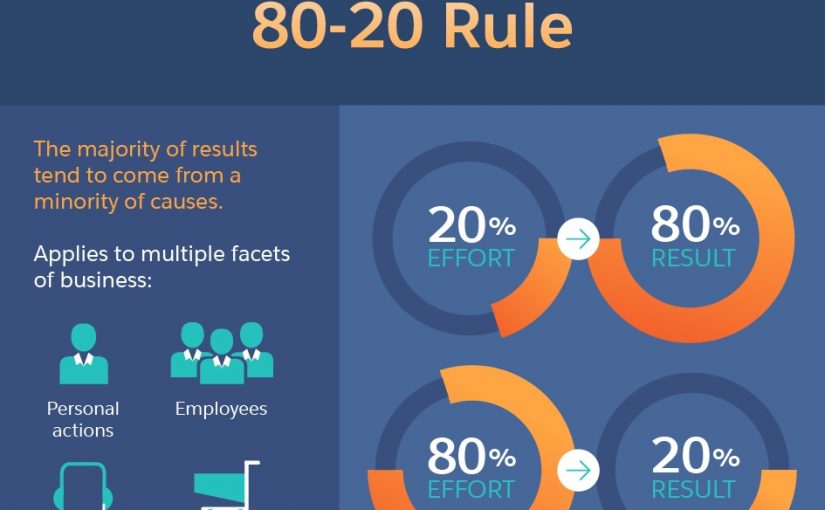 80-20 Rule
The majority of results
tend to come from a
minority of causes.
Applies to multiple facets
of business:
Personal
actions
Employees
20%
EFFORT
80%
RESULT
80%
EFFORT
20%
RESULT